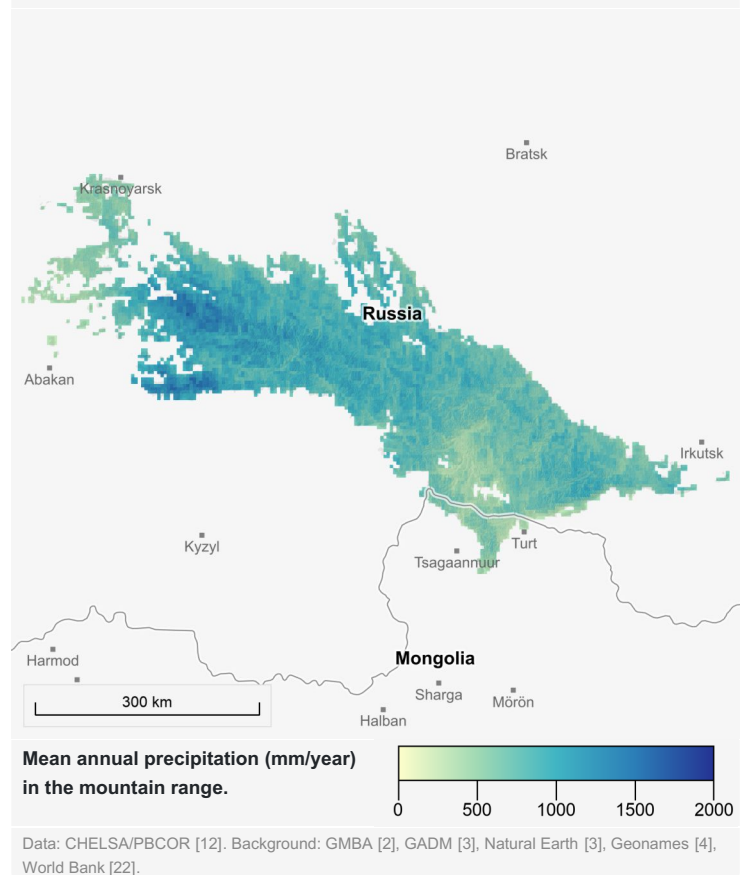 Bratsk
Krasnoyarsk
Russia
Abakan
Irkutsk
Kyzyl
Turt
Tsagaannuur
Harmod
Mongolia
Sharga
Mörön
Halban
300 km
Mean annual precipitation (mm/year)
in the mountain range.
0 500 1000 1500 2000
Data: CHELSA/PBCOR [12]. Background: GMBA [2], GADM [3], Natural Earth [3], Geonames [4],
World Bank [22].